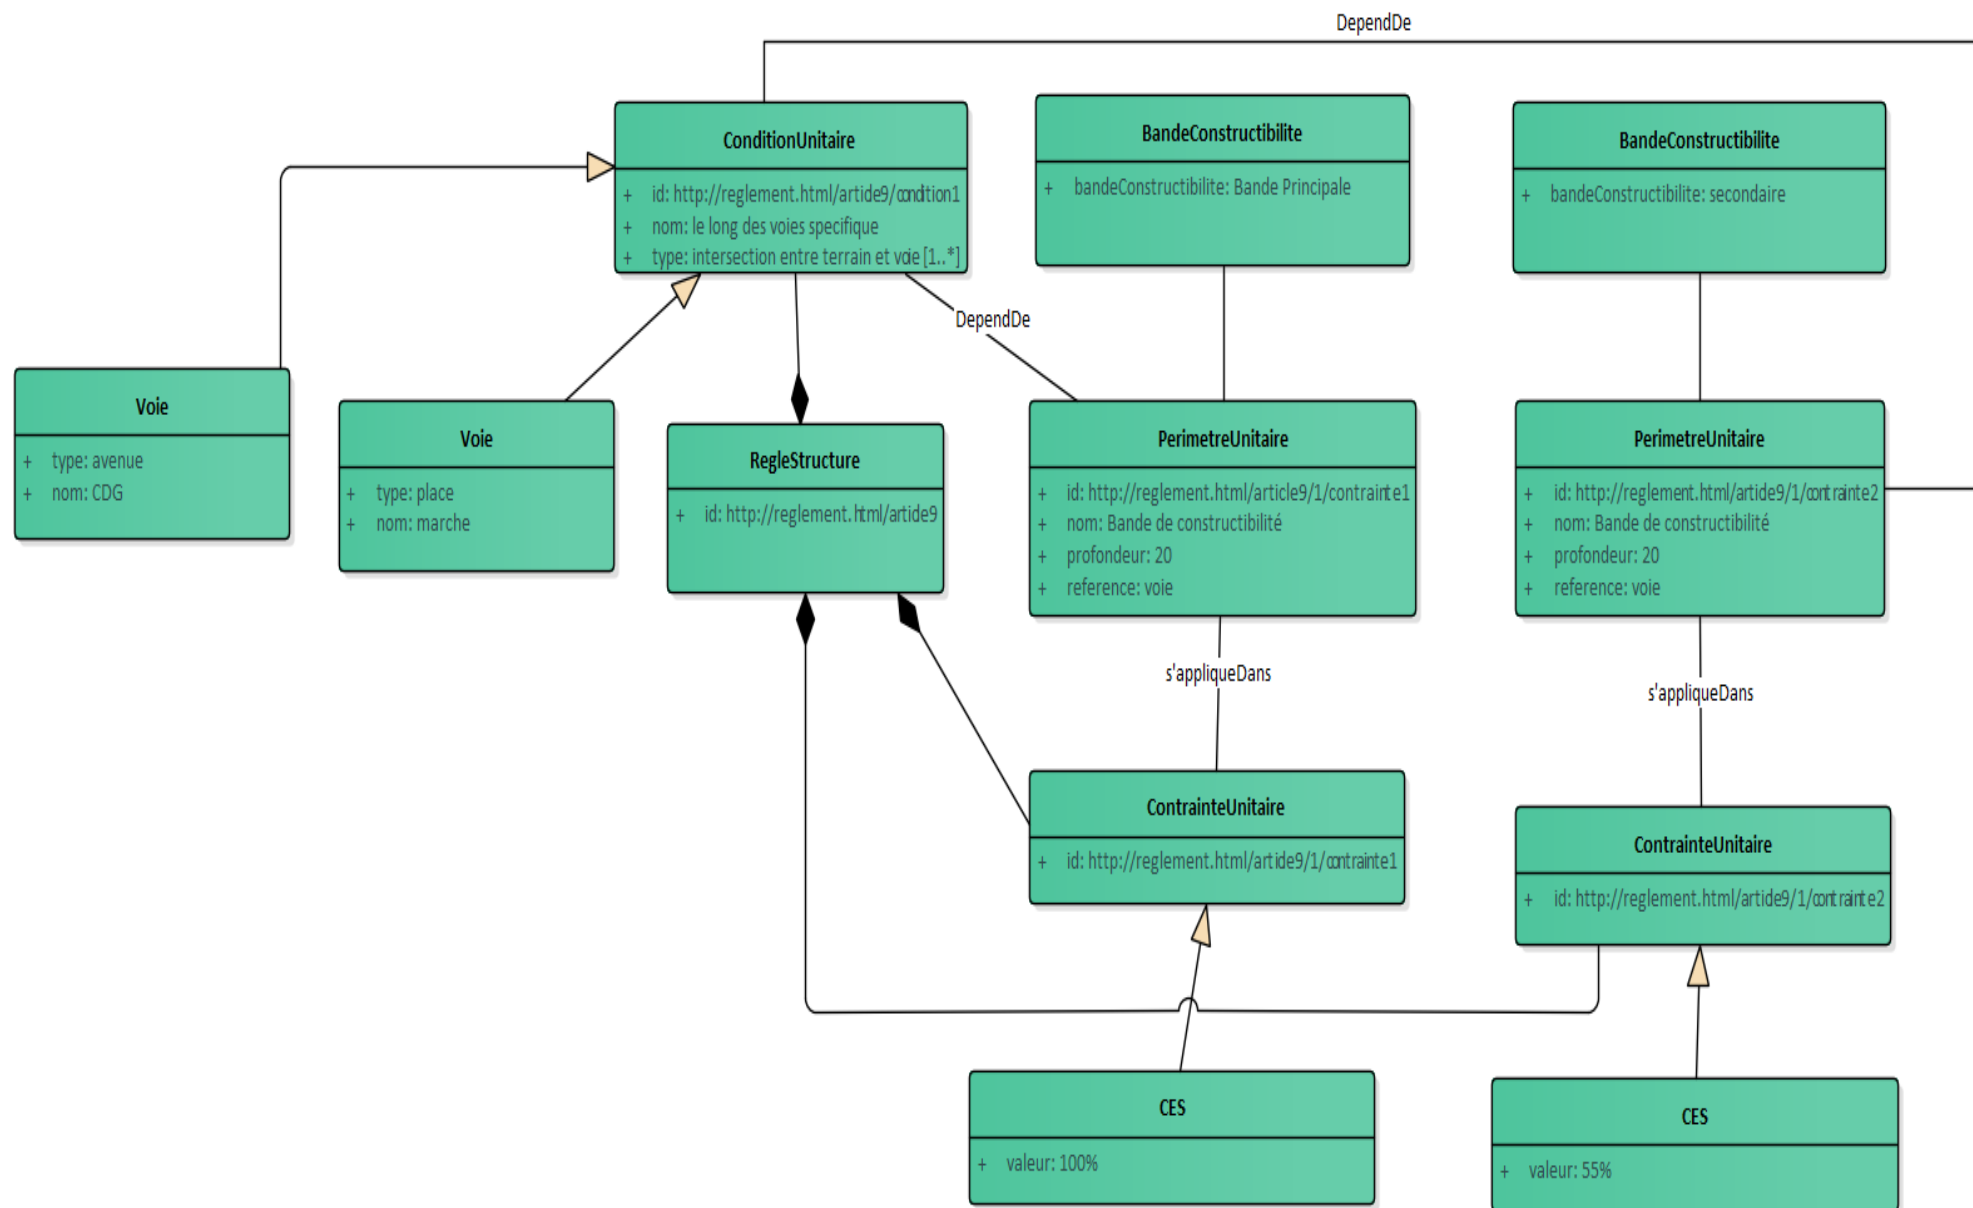 DependDe
ConditionUnitaire
+ id: http://reglement.html/article9/condition1
+ nom: le long des voies specifique
+ type: intersection entre terrain et voie [1..*]
BandeConstructibilite
+ bandeConstructibilite: Bande Principale
BandeConstructibilite
+ bandeConstructibilite: secondaire
DependDe
Voie
+ type: avenue
+ nom: CDG
Voie
+ type: place
+ nom: marche
RegleStructure
+ id: http://reglement.html/article9
PerimetreUnitaire
+ id: http://reglement.html/article9/1/contrainte1
+ nom: Bande de constructibilité
+ profondeur: 20
+ reference: voie
PerimetreUnitaire
+ id: http://reglement.html/article9/1/contrainte2
+ nom: Bande de constructibilité
+ profondeur: 20
+ reference: voie
s'appliqueDans
s'appliqueDans
ContrainteUnitaire
+ id: http://reglement.html/article9/1/contrainte1
ContrainteUnitaire
+ id: http://reglement.html/article9/1/contrainte2
CES
+ valeur: 100%
CES
+ valeur: 55%